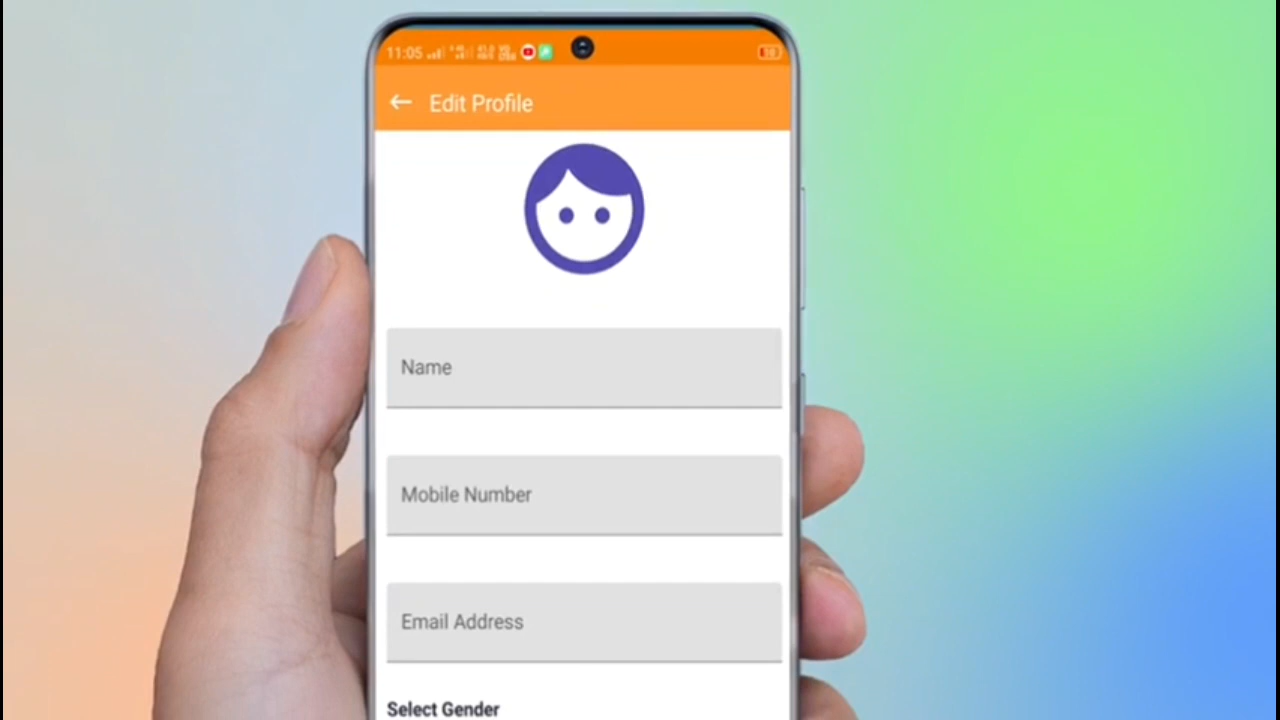 11:05
Edit Profile
Name
Mobile Number
Email Address
Select Gender